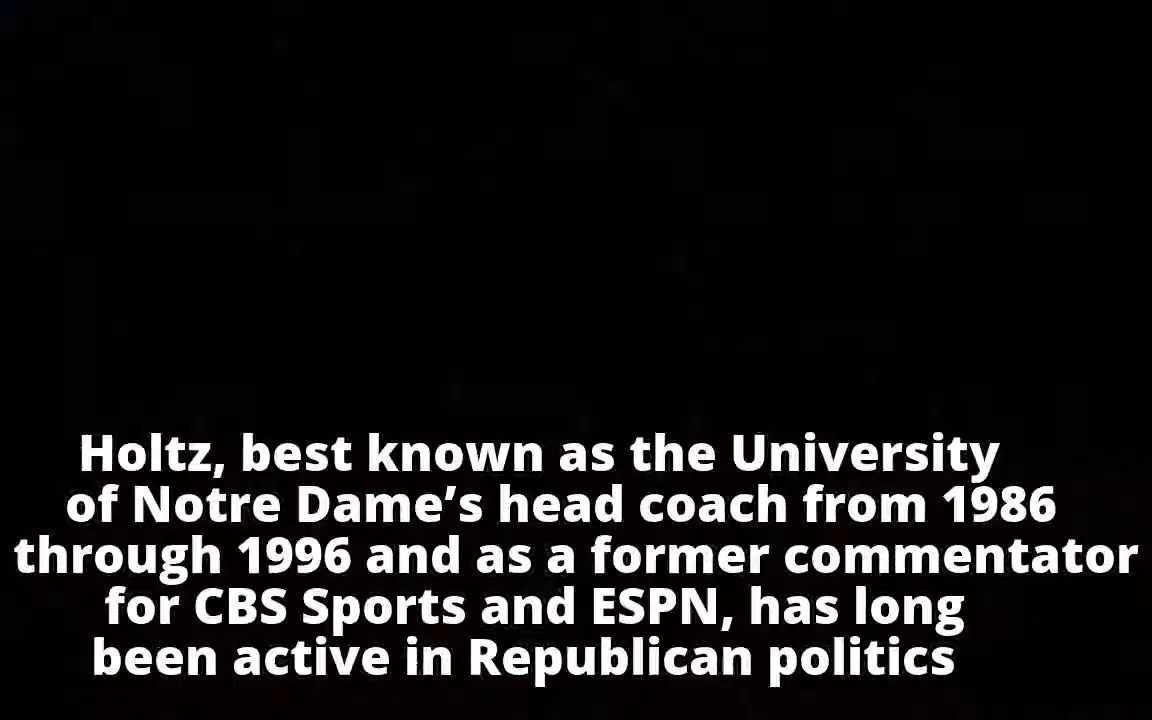 Holtz, best known as the University
of Notre Dame’s head coach from 1986
through 1996 and as a former commentator
for CBS Sports and ESPN, has long
been active in Republican politics